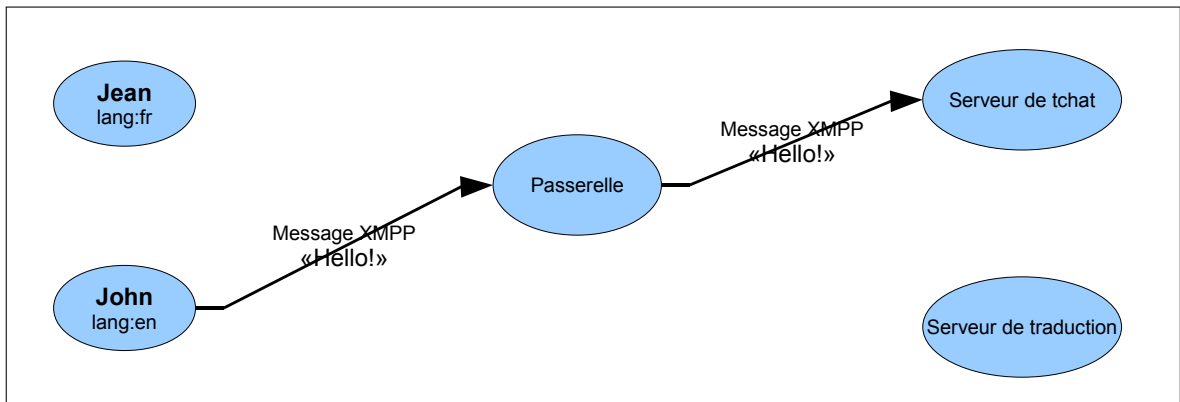 Jean
lang:fr
Serveur de tchat
Message XMPP
«Hello!»
Passerelle
Message XMPP
«Hello!»
John
lang:en
Serveur de traduction